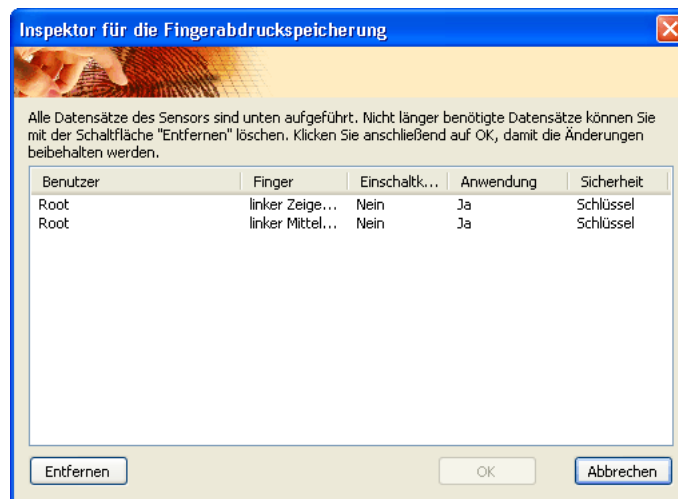 Inspektor für die Fingerabdruckspeicherung
Alle Datensätze des Sensors sind unten aufgeführt. Nicht länger benötigte Datensätze können Sie
mit der Schaltfläche "Entfernen" löschen. Klicken Sie anschließend auf OK, damit die Änderungen
beibehalten werden.
Benutzer Finger Einschaltk... Anwendung Sicherheit
Root linker Zeige... Nein Ja Schlüssel
Root linker Mittel... Nein Ja Schlüssel
Entfernen OK Abbrechen